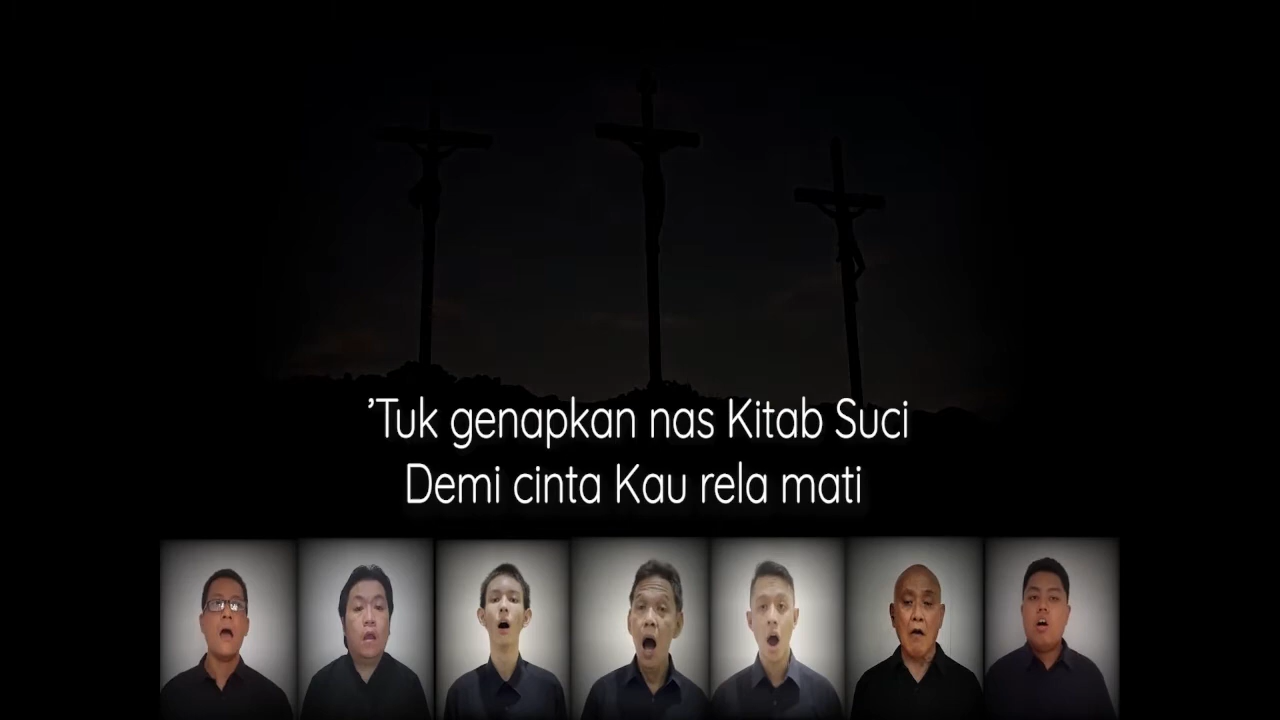 ’Tuk genapkan nas Kitab Suci
Demi cinta Kau rela mati